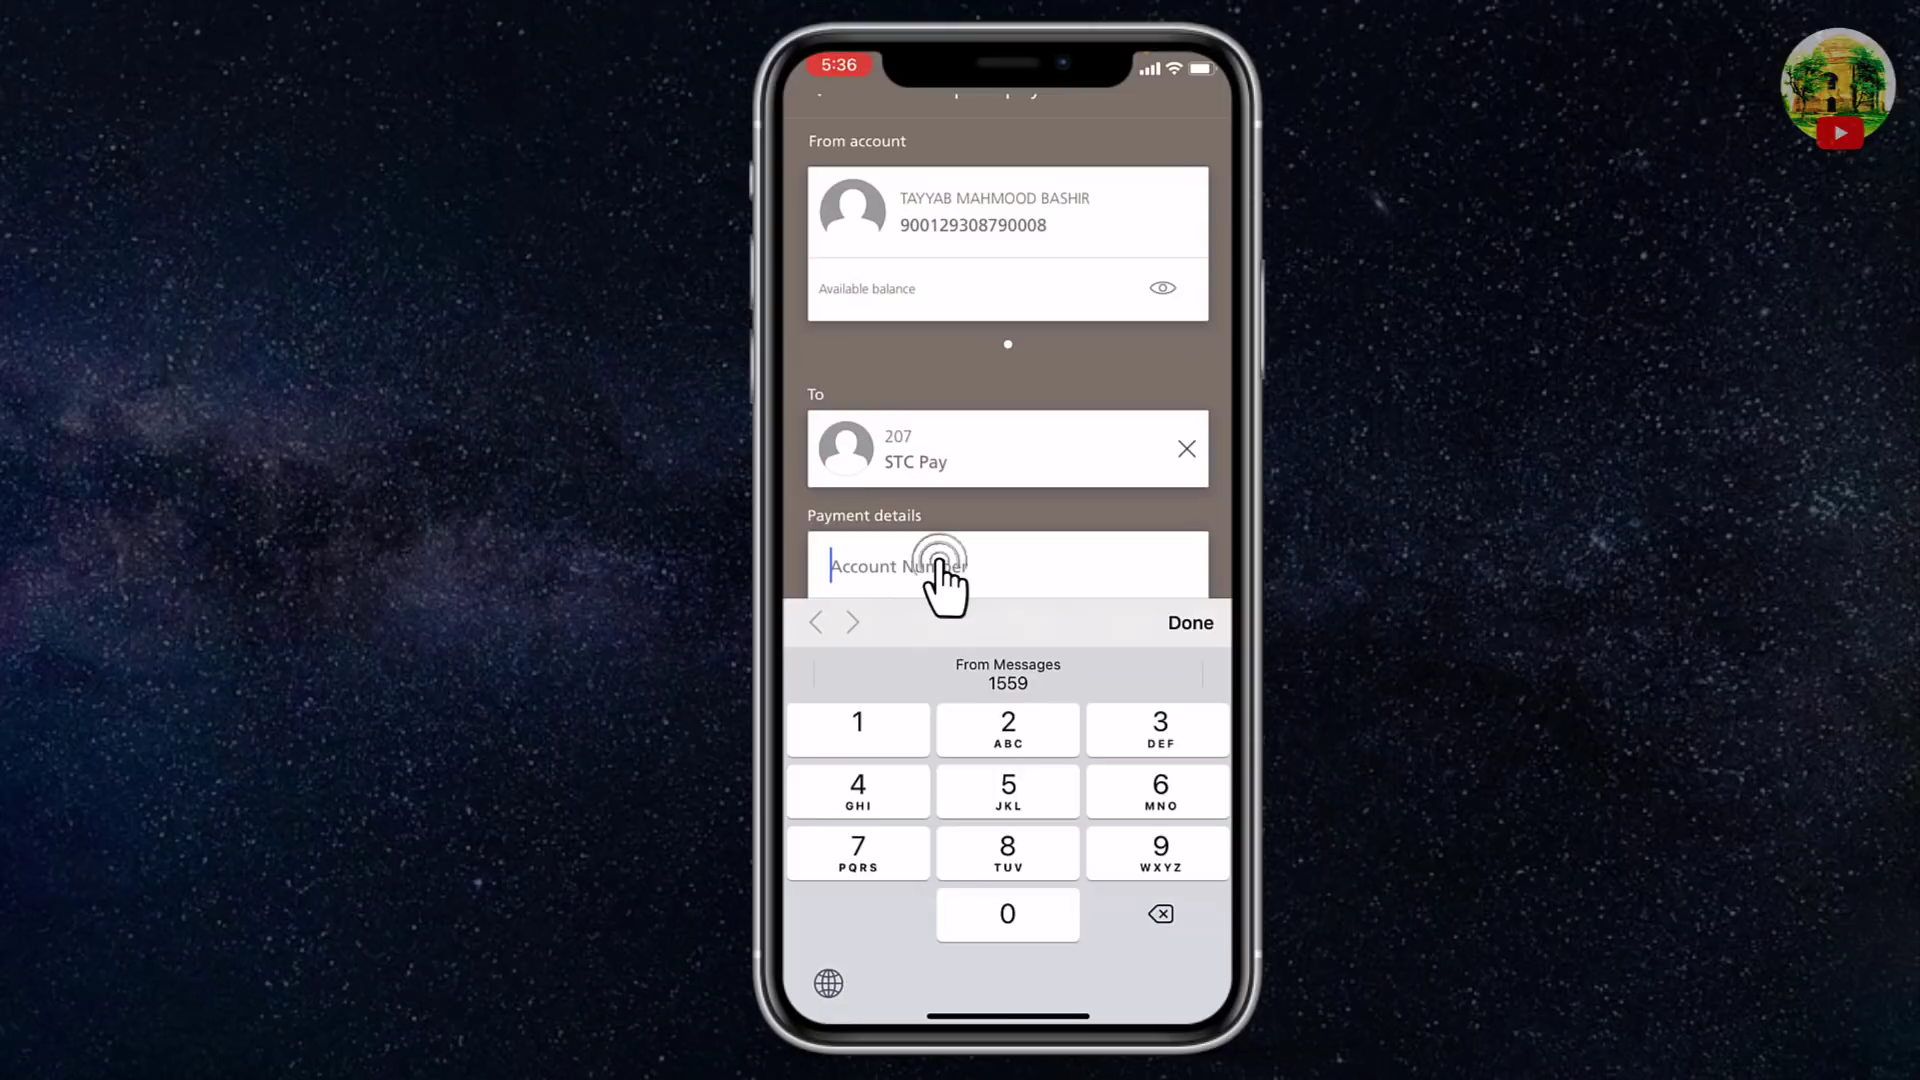 5:36
From account
TAYYAB MAHMOOD BASHIR
900129308790008
Available balance
To
207
STC Pay
Payment details
Account Number
Done
From Messages
1559
1
2
ABC
3
DEF
4
GHI
5
JKL
6
MNO
7
PQRS
8
TUV
9
WXYZ
0